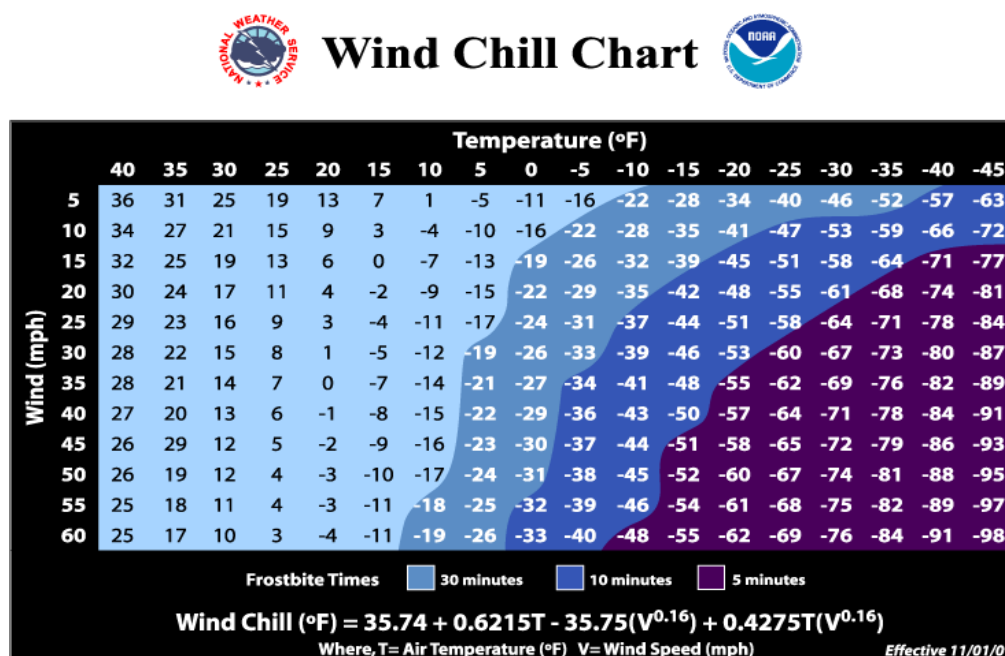 NATIONAL WEATHER SERVICE
Wind Chill Chart
NOAA
NATIONAL OCEANIC AND ATMOSPHERIC ADMINISTRATION
U.S. DEPARTMENT OF COMMERCE
Temperature (ºF)
40 35 30 25 20 15 10 5 0 -5 -10 -15 -20 -25 -30 -35 -40 -45
Wind (mph)
5 36 31 25 19 13 7 1 -5 -11 -16 -22 -28 -34 -40 -46 -52 -57 -63
10 34 27 21 15 9 3 -4 -10 -16 -22 -28 -35 -41 -47 -53 -59 -66 -72
15 32 25 19 13 6 0 -7 -13 -19 -26 -32 -39 -45 -51 -58 -64 -71 -77
20 30 24 17 11 4 -2 -9 -15 -22 -29 -35 -42 -48 -55 -61 -68 -74 -81
25 29 23 16 9 3 -4 -11 -17 -24 -31 -37 -44 -51 -58 -64 -71 -78 -84
30 28 22 15 8 1 -5 -12 -19 -26 -33 -39 -46 -53 -60 -67 -73 -80 -87
35 28 21 14 7 0 -7 -14 -21 -27 -34 -41 -48 -55 -62 -69 -76 -82 -89
40 27 20 13 6 -1 -8 -15 -22 -29 -36 -43 -50 -57 -64 -71 -78 -84 -91
45 26 29 12 5 -2 -9 -16 -23 -30 -37 -44 -51 -58 -65 -72 -79 -86 -93
50 26 19 12 4 -3 -10 -17 -24 -31 -38 -45 -52 -60 -67 -74 -81 -88 -95
55 25 18 11 4 -3 -11 -18 -25 -32 -39 -46 -54 -61 -68 -75 -82 -89 -97
60 25 17 10 3 -4 -11 -19 -26 -33 -40 -48 -55 -62 -69 -76 -84 -91 -98
Frostbite Times 30 minutes 10 minutes 5 minutes
Wind Chill (ºF) = 35.74 + 0.6215T - 35.75(V^0.16) + 0.4275T(V^0.16)
Where, T= Air Temperature (ºF) V= Wind Speed (mph)
Effective 11/01/0